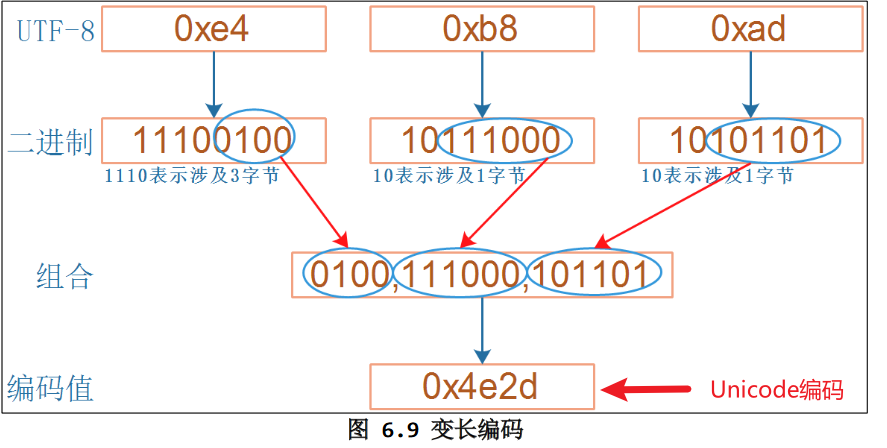 UTF-8 0xe4 0xb8 0xad
二进制 11100100 10111000 10101101
1110表示涉及3字节 10表示涉及1字节 10表示涉及1字节
组合 0100,111000,101101
编码值 0x4e2d Unicode编码
图 6.9 变长编码